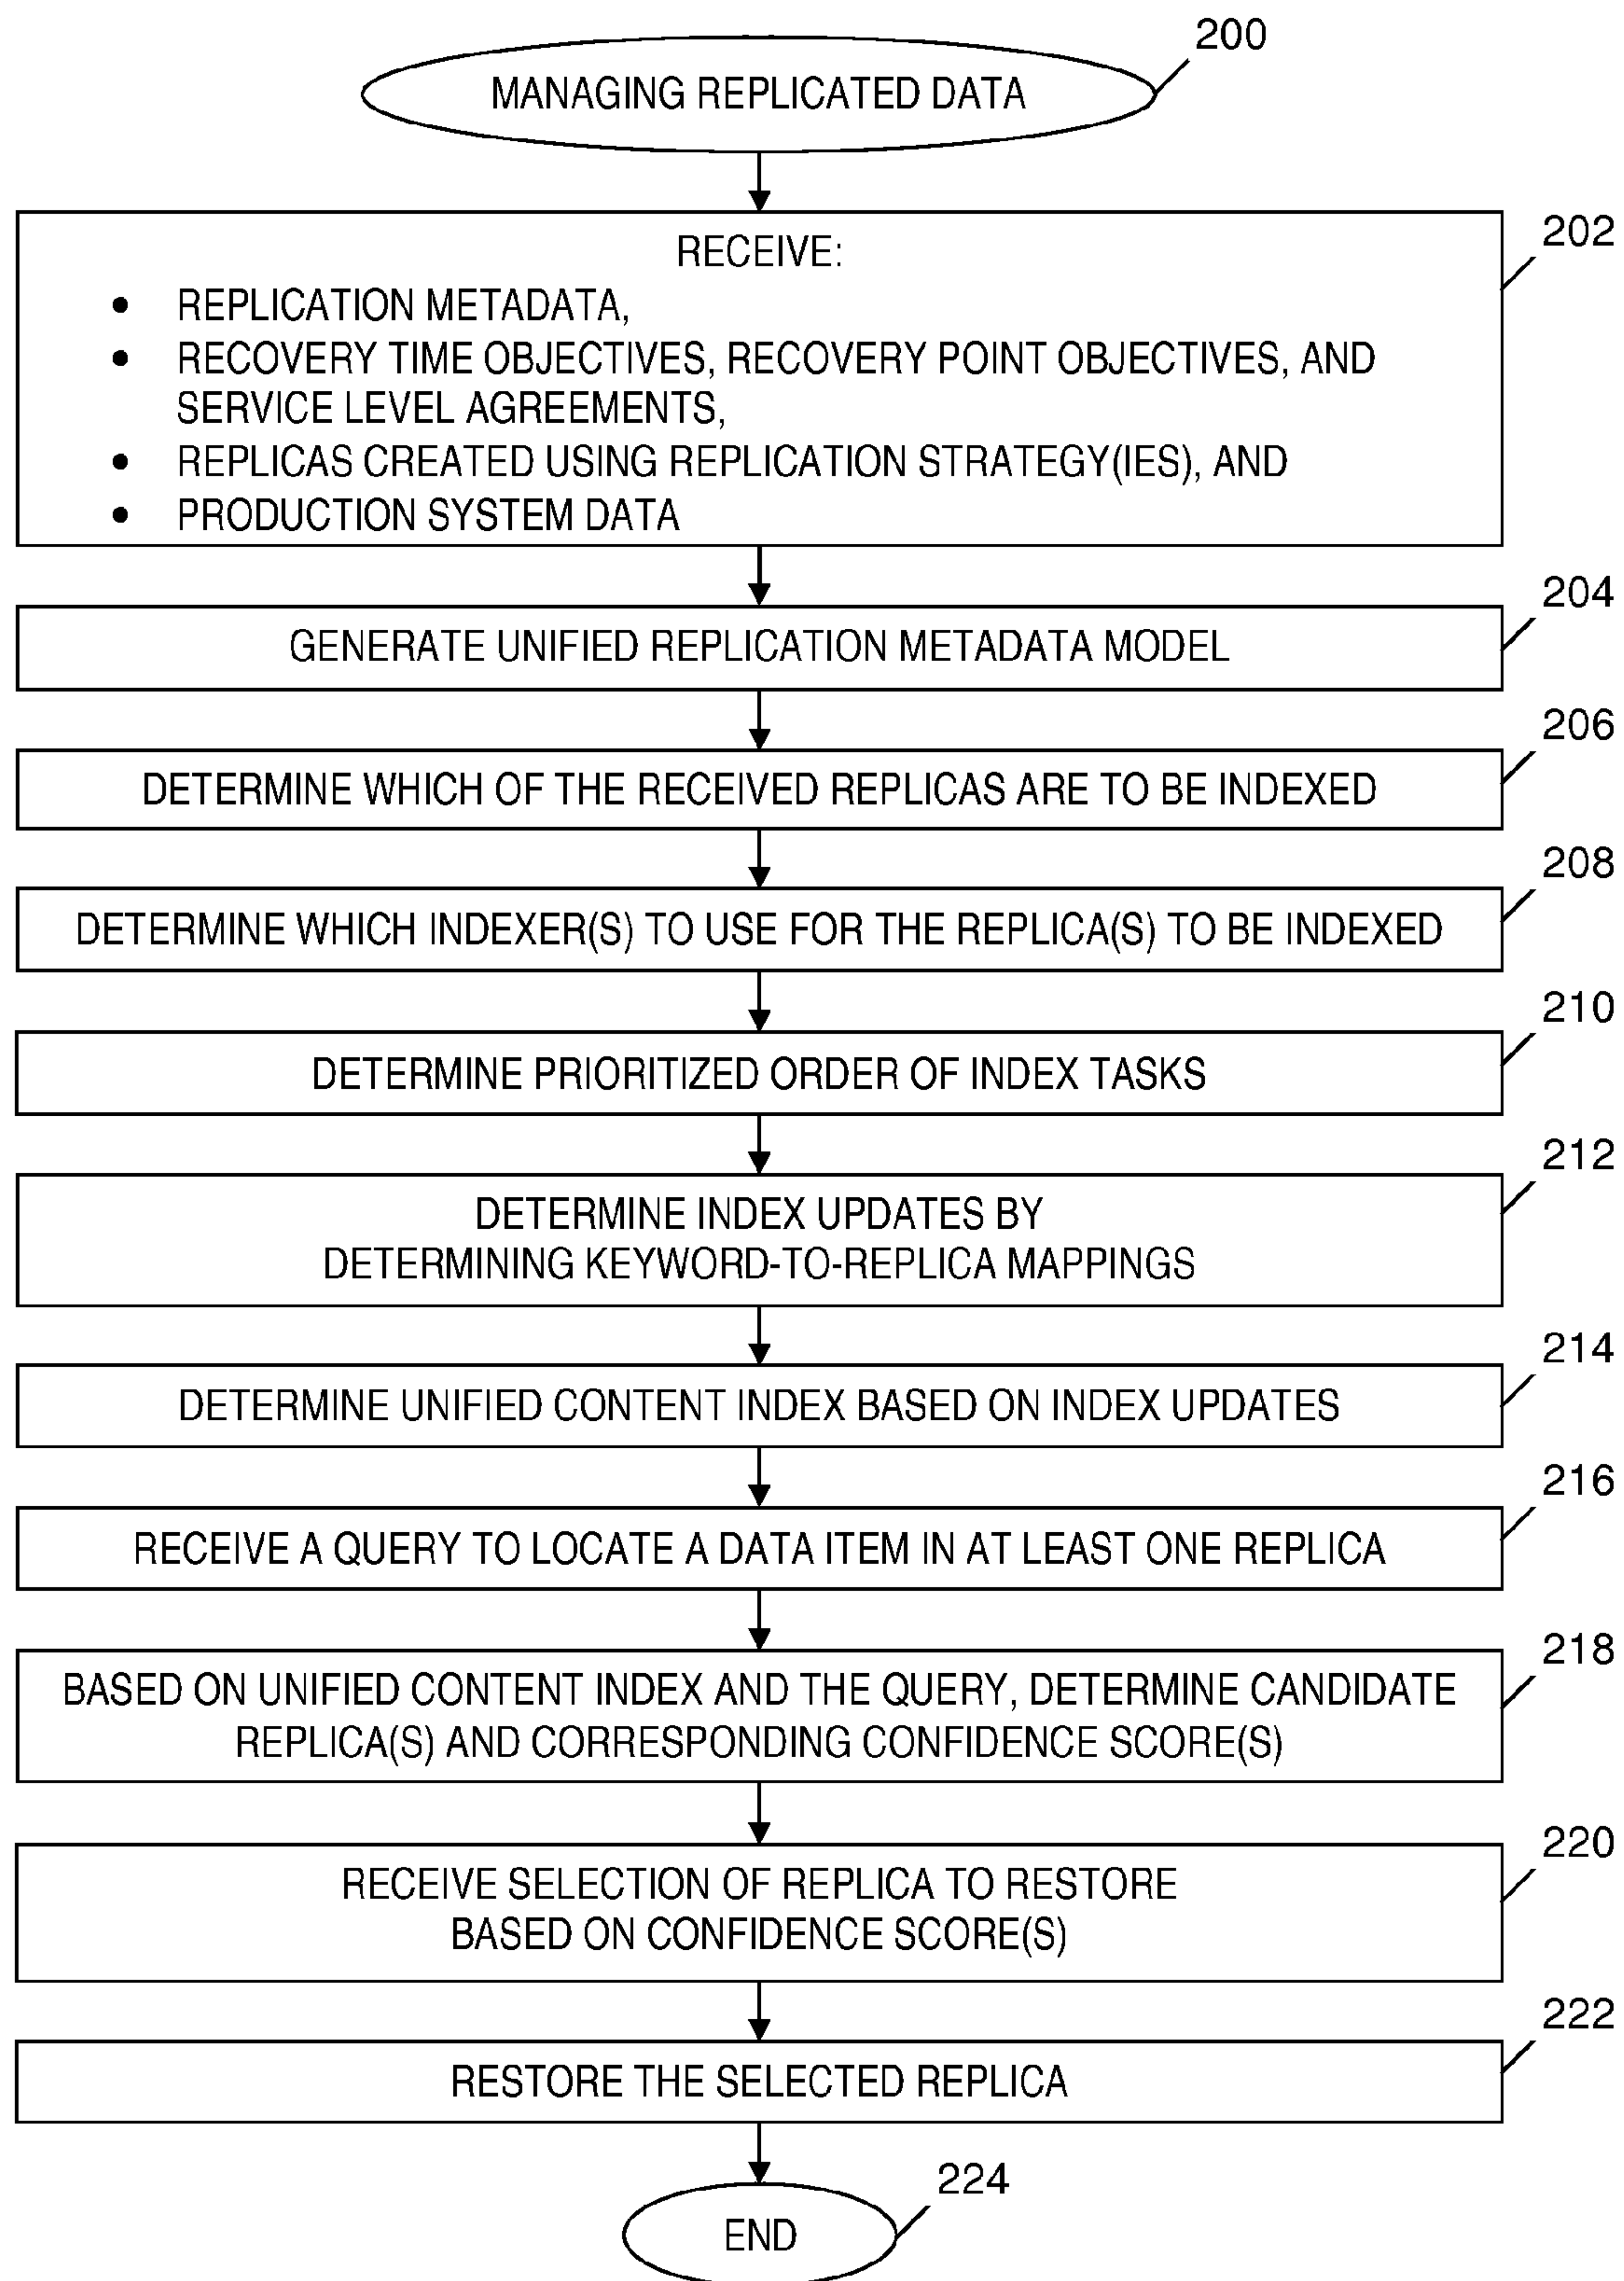 200
MANAGING REPLICATED DATA
202
RECEIVE:
• REPLICATION METADATA,
• RECOVERY TIME OBJECTIVES, RECOVERY POINT OBJECTIVES, AND
SERVICE LEVEL AGREEMENTS,
• REPLICAS CREATED USING REPLICATION STRATEGY(IES), AND
• PRODUCTION SYSTEM DATA
204
GENERATE UNIFIED REPLICATION METADATA MODEL
206
DETERMINE WHICH OF THE RECEIVED REPLICAS ARE TO BE INDEXED
208
DETERMINE WHICH INDEXER(S) TO USE FOR THE REPLICA(S) TO BE INDEXED
210
DETERMINE PRIORITIZED ORDER OF INDEX TASKS
212
DETERMINE INDEX UPDATES BY
DETERMINING KEYWORD-TO-REPLICA MAPPINGS
214
DETERMINE UNIFIED CONTENT INDEX BASED ON INDEX UPDATES
216
RECEIVE A QUERY TO LOCATE A DATA ITEM IN AT LEAST ONE REPLICA
218
BASED ON UNIFIED CONTENT INDEX AND THE QUERY, DETERMINE CANDIDATE
REPLICA(S) AND CORRESPONDING CONFIDENCE SCORE(S)
220
RECEIVE SELECTION OF REPLICA TO RESTORE
BASED ON CONFIDENCE SCORE(S)
222
RESTORE THE SELECTED REPLICA
224
END